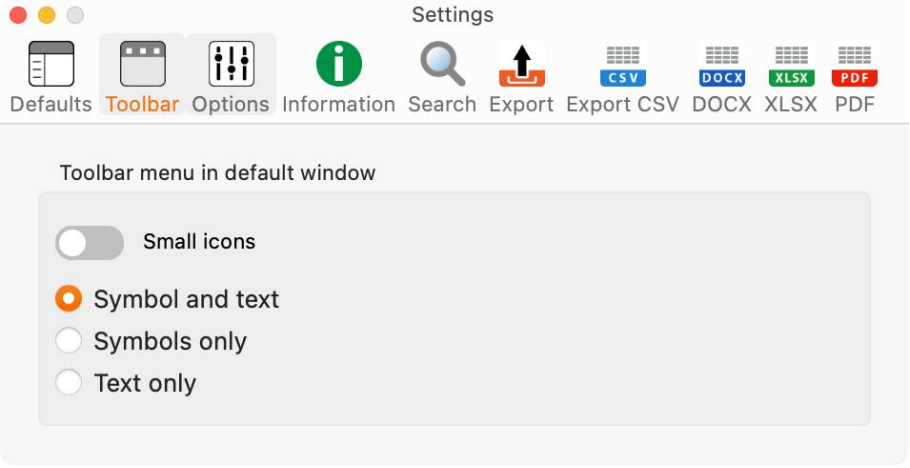 Settings
CSV DOCX XLSX PDF
Defaults Toolbar Options Information Search Export Export CSV DOCX XLSX PDF
Toolbar menu in default window
Small icons
Symbol and text
Symbols only
Text only